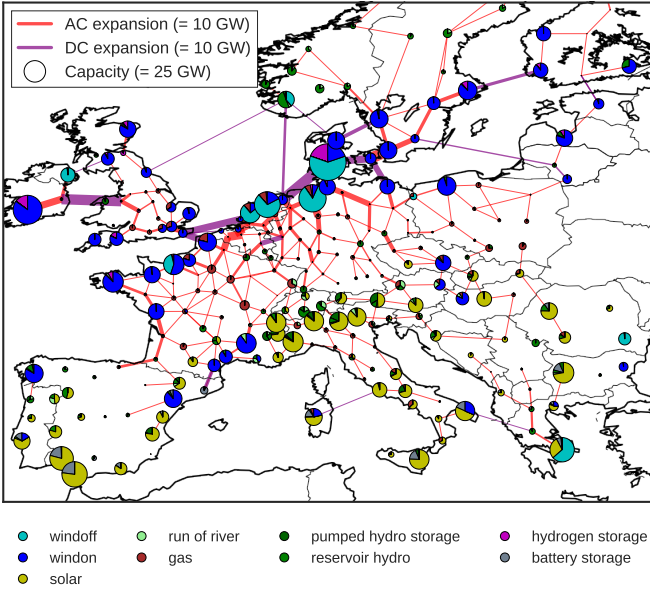 AC expansion (= 10 GW)
DC expansion (= 10 GW)
Capacity (= 25 GW)
windoff run of river pumped hydro storage hydrogen storage
windon gas reservoir hydro battery storage
solar